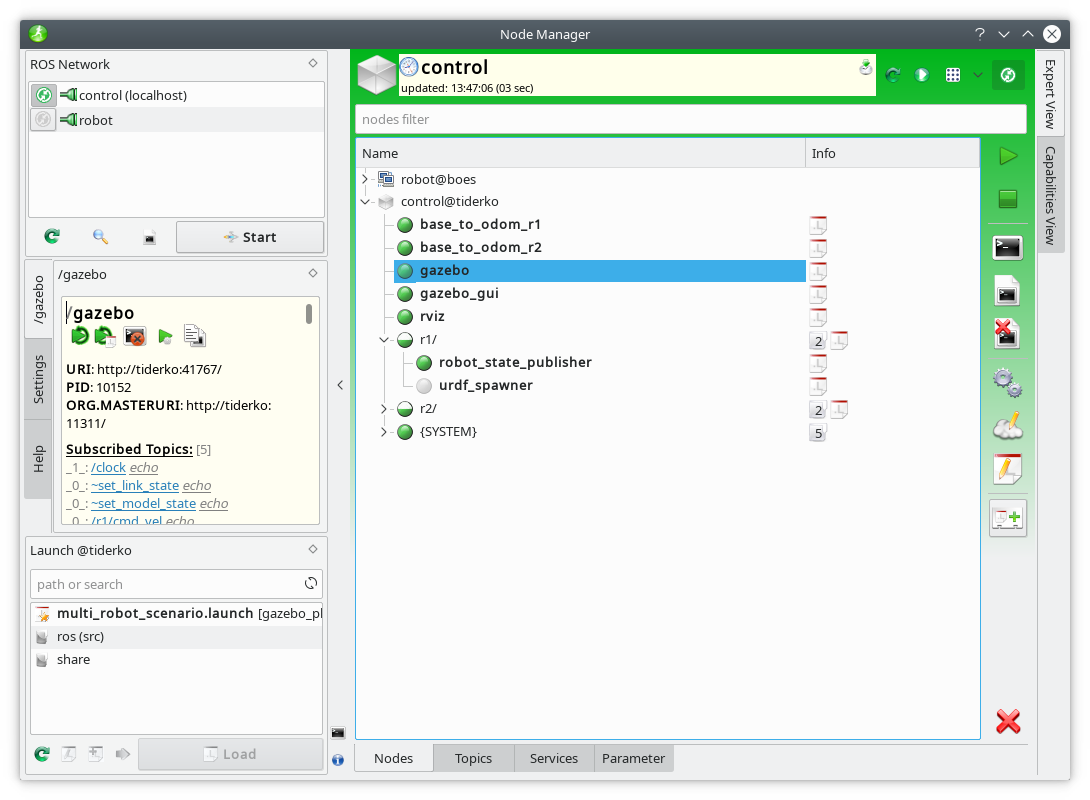 Node Manager
ROS Network
control (localhost)
robot
Start
/gazebo
Settings
Help
/gazebo
/gazebo
URI: http://tiderko:41767/
PID: 10152
ORG.MASTERURI: http://tiderko:
11311/
Subscribed Topics: [5]
_1_: /clock echo
_0_: ~set_link_state echo
_0_: ~set_model_state echo
_0_: /r1/cmd_vel echo
Launch @tiderko
path or search
multi_robot_scenario.launch [gazebo_pl
ros (src)
share
Load
control
updated: 13:47:06 (03 sec)
nodes filter
Name Info
robot@boes
control@tiderko
base_to_odom_r1
base_to_odom_r2
gazebo
gazebo_gui
rviz
r1/ 2
robot_state_publisher
urdf_spawner
r2/ 2
{SYSTEM} 5
Nodes Topics Services Parameter
Expert View
Capabilities View